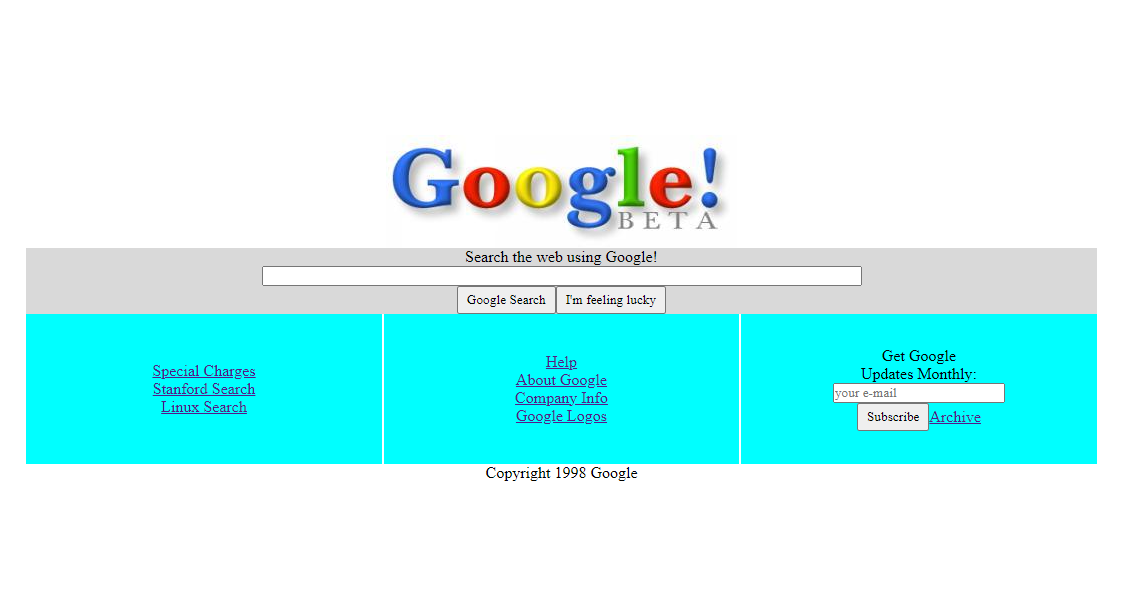 Google!
BETA
Search the web using Google!
Google Search I'm feeling lucky
Special Charges
Stanford Search
Linux Search
Help
About Google
Company Info
Google Logos
Get Google
Updates Monthly:
your e-mail
Subscribe Archive
Copyright 1998 Google